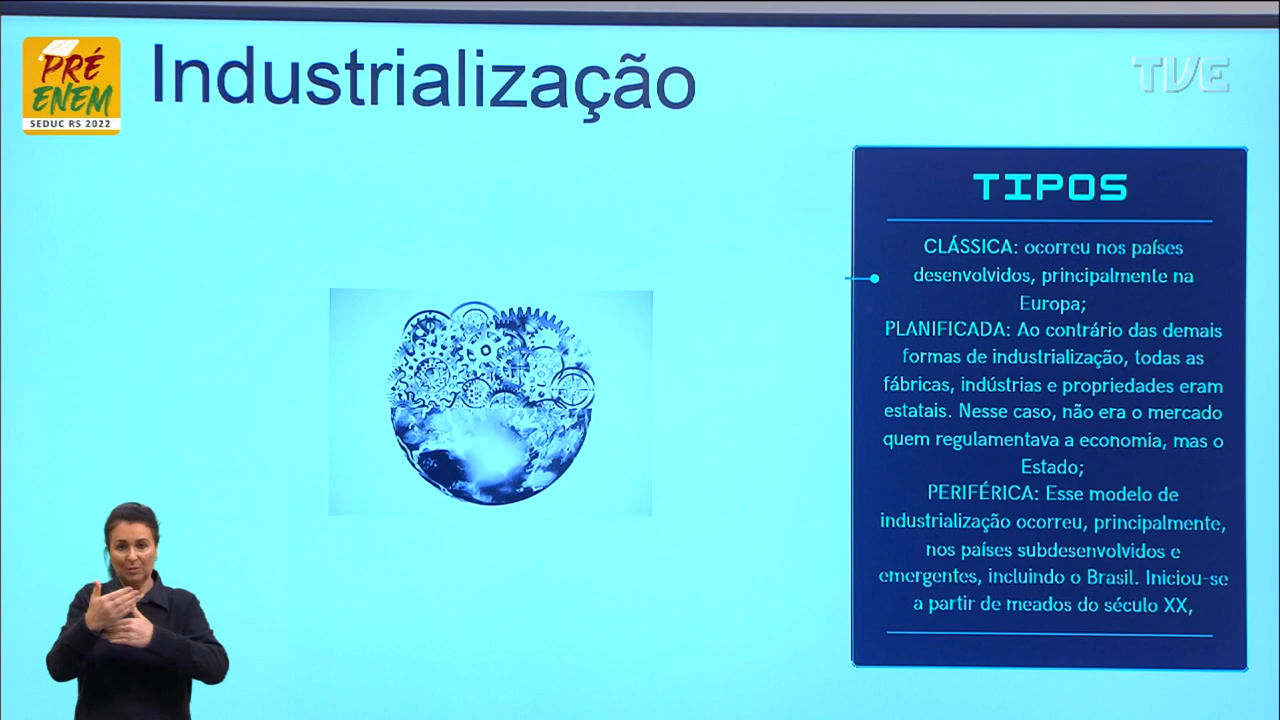 PRÉ
ENEM
SEDUC RS 2022
Industrialização
TVE
TIPOS
CLÁSSICA: ocorreu nos países
desenvolvidos, principalmente na
Europa;
PLANIFICADA: Ao contrário das demais
formas de industrialização, todas as
fábricas, indústrias e propriedades eram
estatais. Nesse caso, não era o mercado
quem regulamentava a economia, mas o
Estado;
PERIFÉRICA: Esse modelo de
industrialização ocorreu, principalmente,
nos países subdesenvolvidos e
emergentes, incluindo o Brasil. Iniciou-se
a partir de meados do século XX,